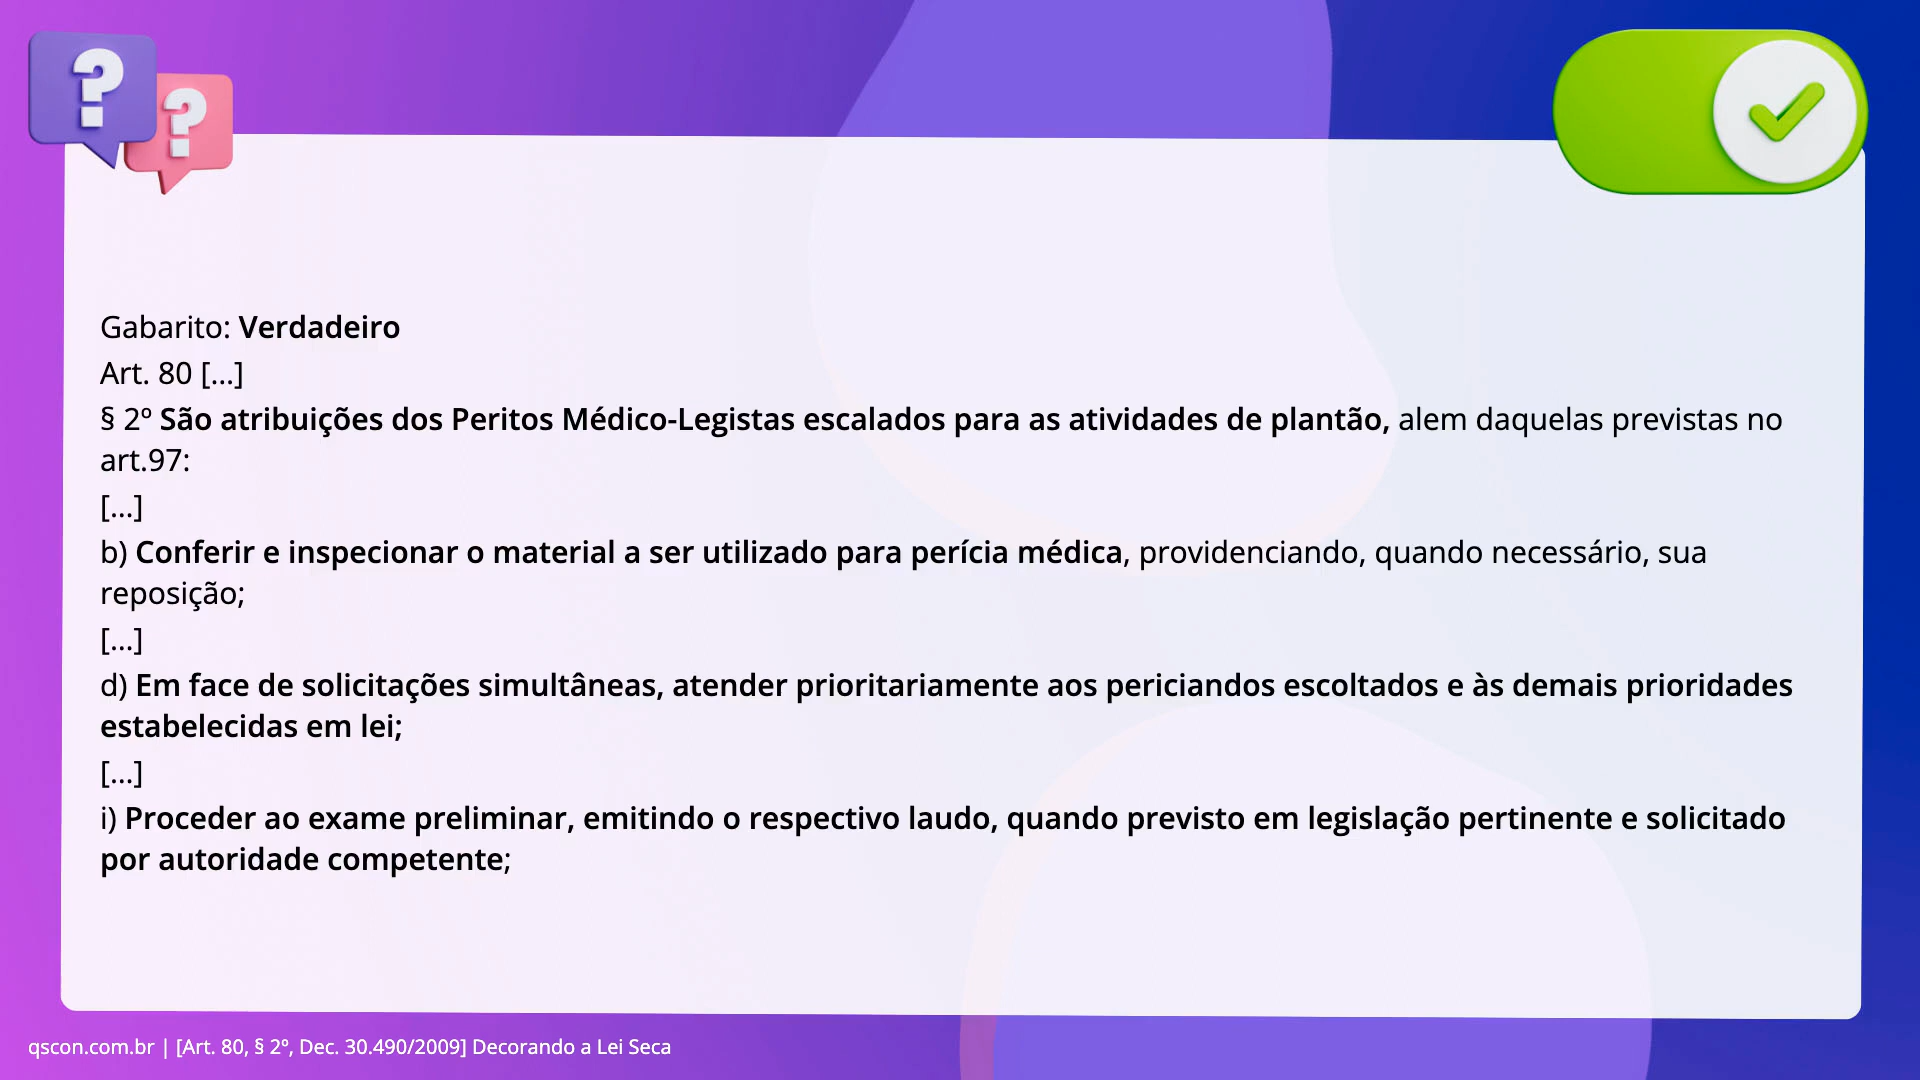 Gabarito: Verdadeiro
Art. 80 [...]
§ 2º São atribuições dos Peritos Médico-Legistas escalados para as atividades de plantão, alem daquelas previstas no
art.97:
[...]
b) Conferir e inspecionar o material a ser utilizado para perícia médica, providenciando, quando necessário, sua
reposição;
[...]
d) Em face de solicitações simultâneas, atender prioritariamente aos periciandos escoltados e às demais prioridades
estabelecidas em lei;
[...]
i) Proceder ao exame preliminar, emitindo o respectivo laudo, quando previsto em legislação pertinente e solicitado
por autoridade competente;
qscon.com.br | [Art. 80, § 2º, Dec. 30.490/2009] Decorando a Lei Seca